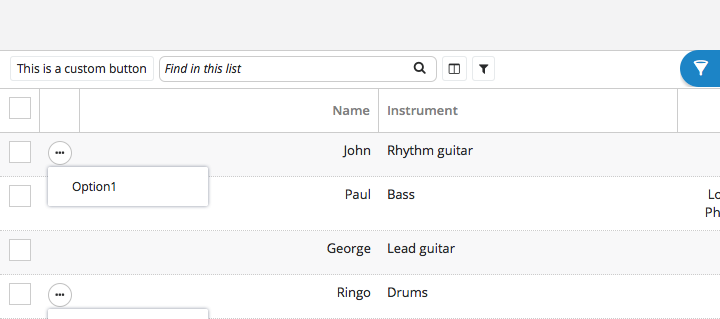 This is a custom button Find in this list
Name Instrument
John Rhythm guitar
Option1
Paul Bass Lo
Ph
George Lead guitar
Ringo Drums